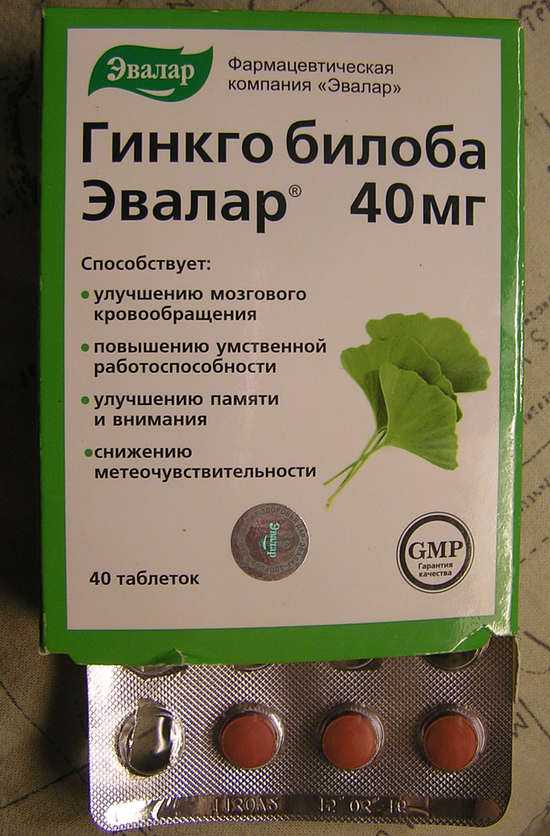 Эвалар
Фармацевтическая
компания «Эвалар»
Гинкго билоба
Эвалар® 40 мг
Способствует:
• улучшению мозгового
кровообращения
• повышению умственной
работоспособности
• улучшению памяти
и внимания
• снижению
метеочувствительности
Эвалар
40 таблеток
GMP
Гарантия
качества